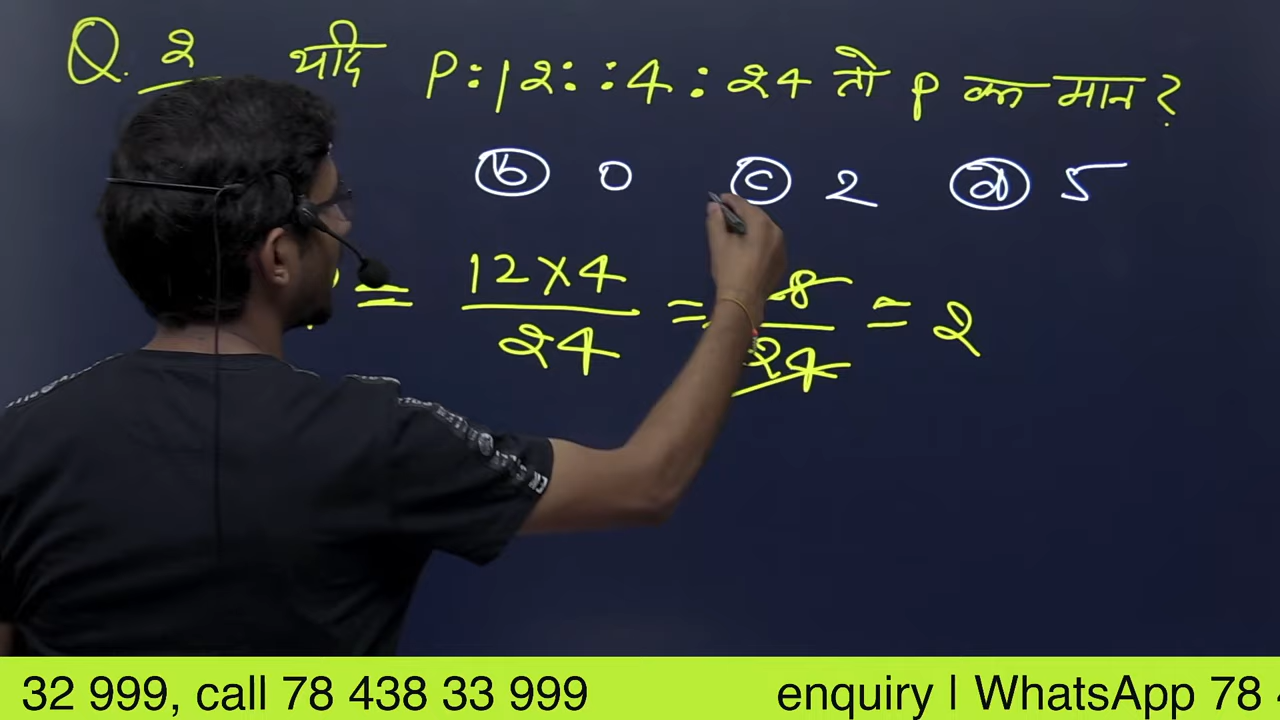 Q. २ यदि P:12::4:24 तो P का मान?
b 0 c 2 d 5
= 12×4 = 8 = 2
24 24
32 999, call 78 438 33 999 enquiry | WhatsApp 78